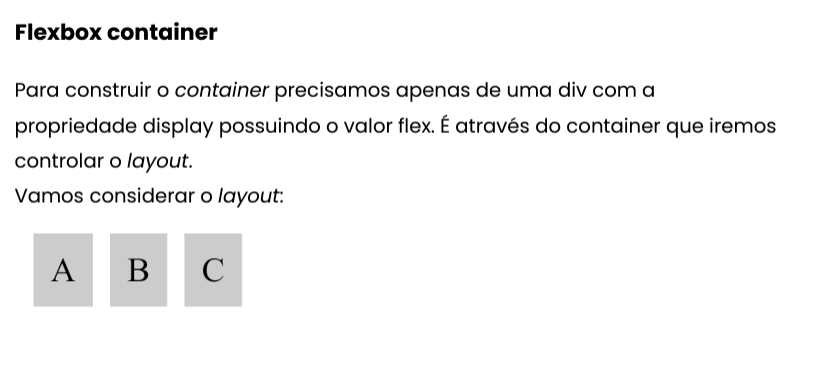 Flexbox container
Para construir o container precisamos apenas de uma div com a
propriedade display possuindo o valor flex. É através do container que iremos
controlar o layout.
Vamos considerar o layout:
A B C